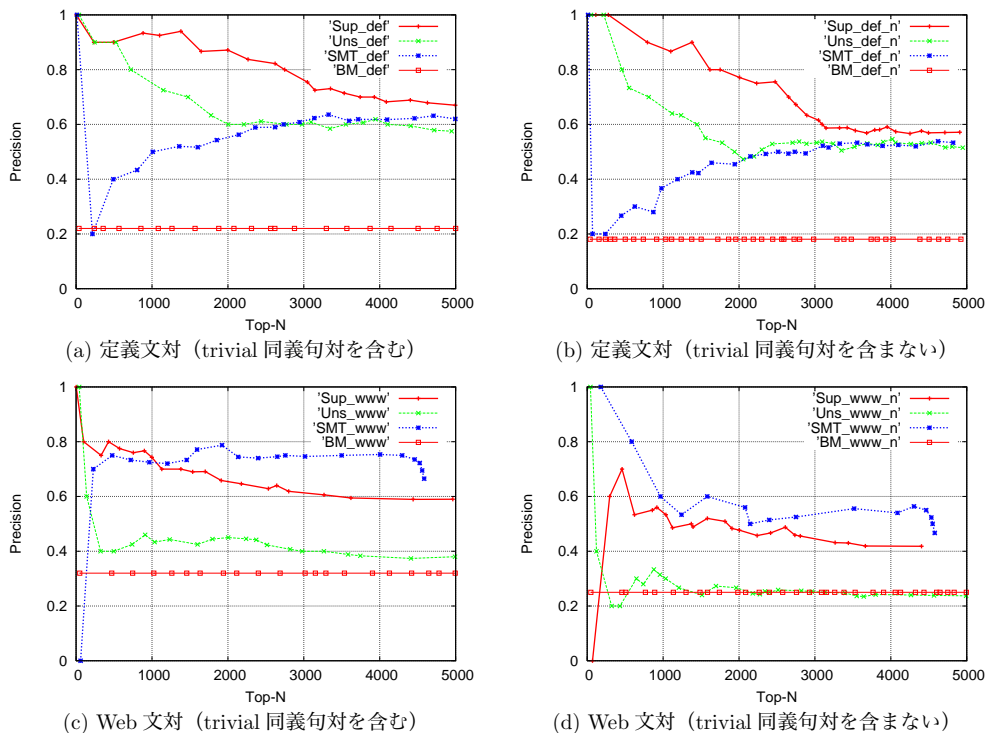 1
0.8
0.6
0.4
0.2
0
Precision
0 1000 2000 3000 4000 5000
Top-N
'Sup_def'
'Uns_def'
'SMT_def'
'BM_def'
(a) 定義文対（trivial 同義句対を含む）
1
0.8
0.6
0.4
0.2
0
Precision
0 1000 2000 3000 4000 5000
Top-N
'Sup_def_n'
'Uns_def_n'
'SMT_def_n'
'BM_def_n'
(b) 定義文対（trivial 同義句対を含まない）
1
0.8
0.6
0.4
0.2
0
Precision
0 1000 2000 3000 4000 5000
Top-N
'Sup_www'
'Uns_www'
'SMT_www'
'BM_www'
(c) Web 文対（trivial 同義句対を含む）
1
0.8
0.6
0.4
0.2
0
Precision
0 1000 2000 3000 4000 5000
Top-N
'Sup_www_n'
'Uns_www_n'
'SMT_www_n'
'BM_www_n'
(d) Web 文対（trivial 同義句対を含まない）